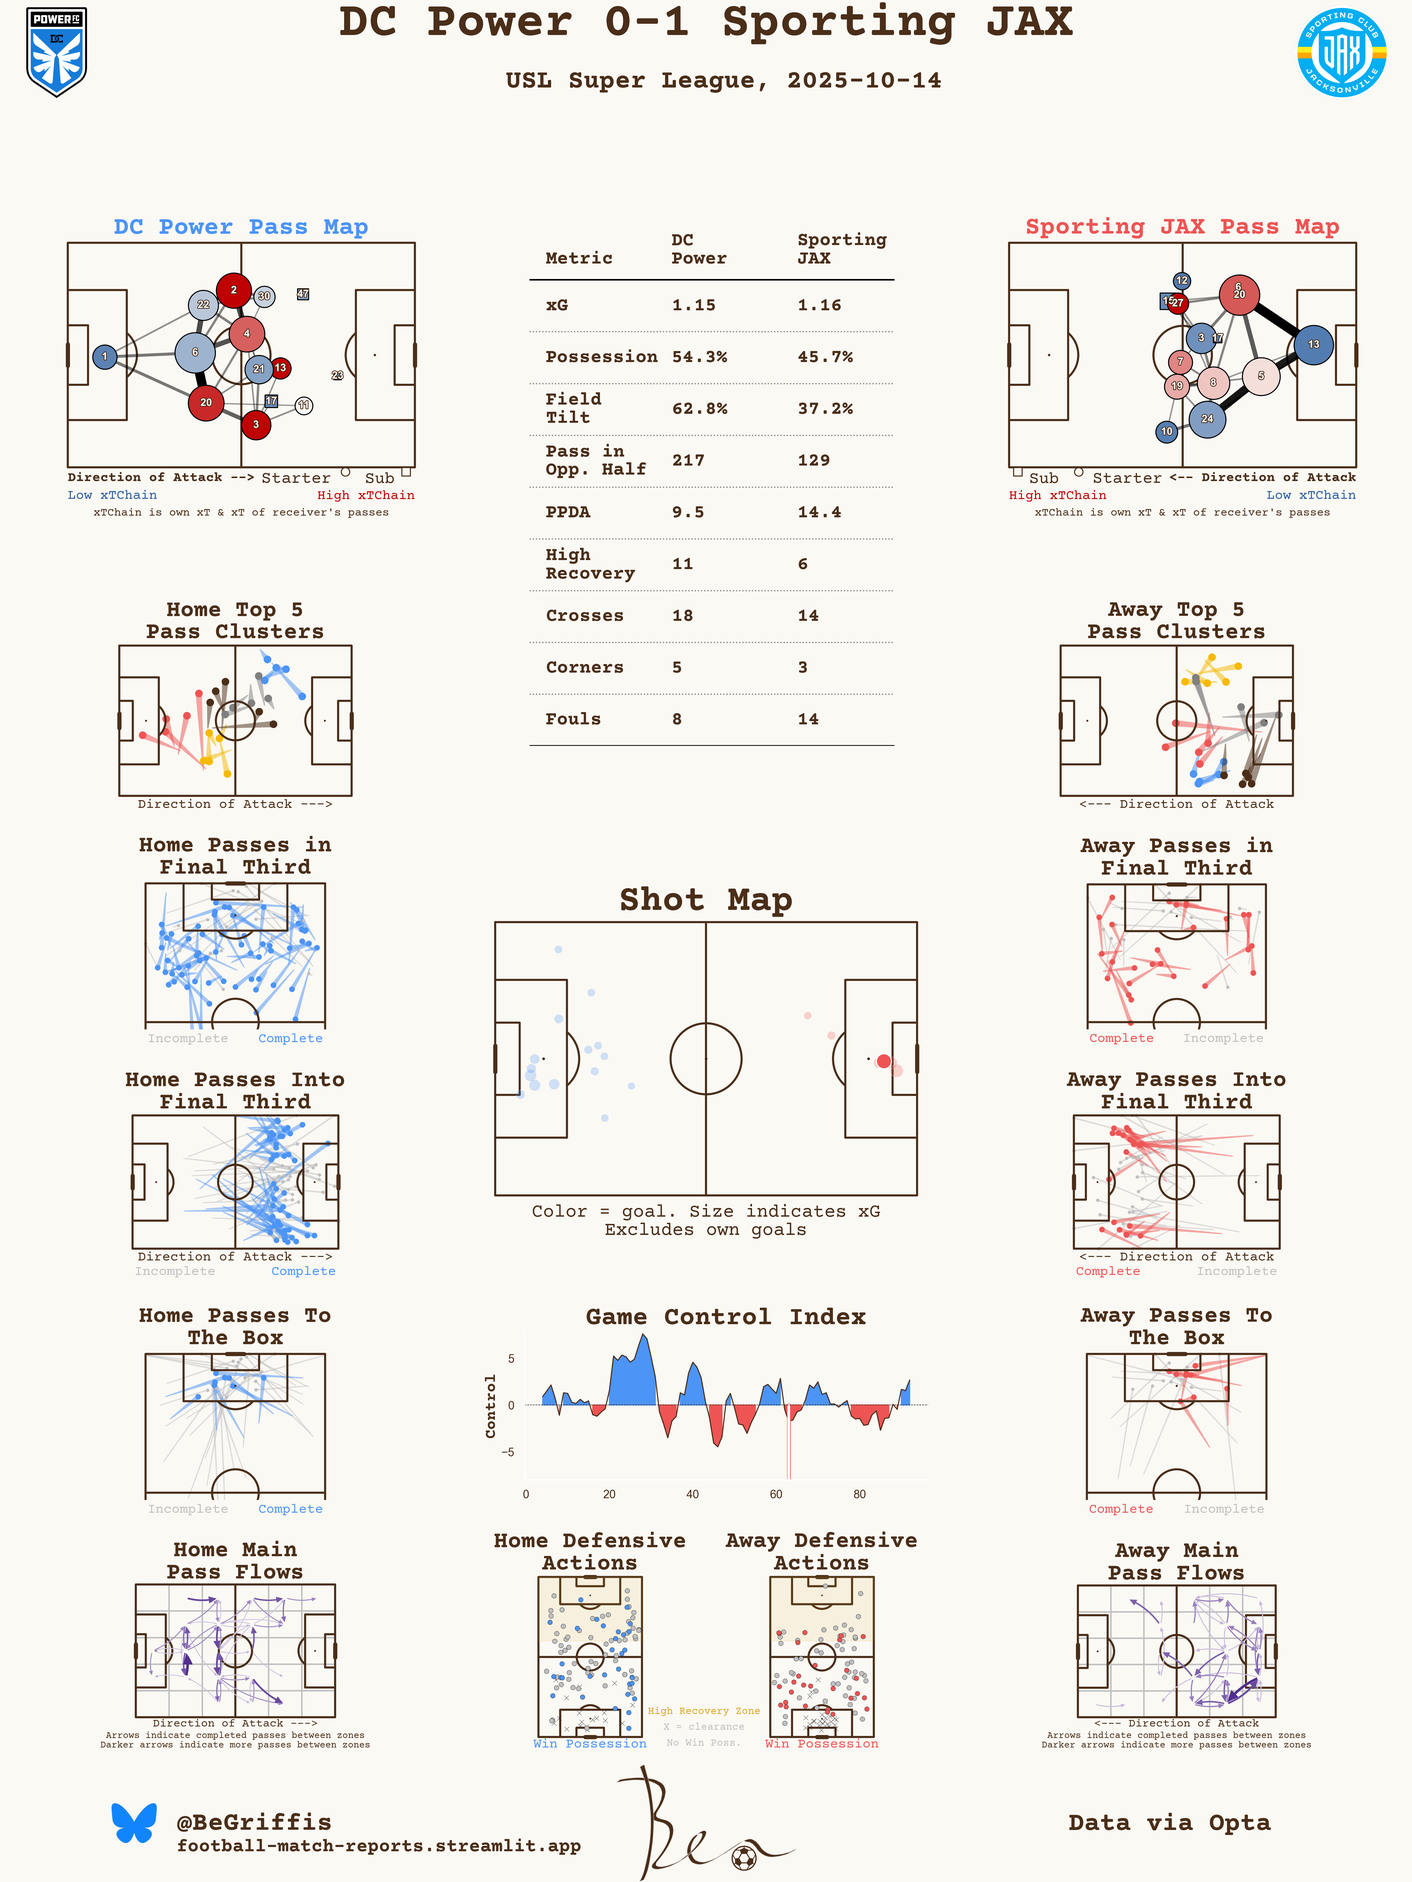 DC Power 0-1 Sporting JAX
USL Super League, 2025-10-14
POWER FC
DC
SPORTING CLUB
JAX
JACKSONVILLE
DC Power Pass Map
22
2
30
47
4
6
1
21
13
23
20
17
11
3
Direction of Attack --> Starter Sub
Low xTChain High xTChain
xTChain is own xT & xT of receiver's passes
Metric DC Power Sporting JAX
xG 1.15 1.16
Possession 54.3% 45.7%
Field Tilt 62.8% 37.2%
Pass in Opp. Half 217 129
PPDA 9.5 14.4
High Recovery 11 6
Crosses 18 14
Corners 5 3
Fouls 8 14
Sporting JAX Pass Map
12
15
27
6
20
3
17
13
7
19
8
5
24
10
Sub Starter <-- Direction of Attack
High xTChain Low xTChain
xTChain is own xT & xT of receiver's passes
Home Top 5
Pass Clusters
Direction of Attack --->
Away Top 5
Pass Clusters
<--- Direction of Attack
Home Passes in
Final Third
Incomplete Complete
Away Passes in
Final Third
Complete Incomplete
Shot Map
Color = goal. Size indicates xG
Excludes own goals
Home Passes Into
Final Third
Direction of Attack --->
Incomplete Complete
Away Passes Into
Final Third
<--- Direction of Attack
Complete Incomplete
Home Passes To
The Box
Incomplete Complete
Game Control Index
Control
5
0
−5
0 20 40 60 80
Away Passes To
The Box
Complete Incomplete
Home Main
Pass Flows
Direction of Attack --->
Arrows indicate completed passes between zones
Darker arrows indicate more passes between zones
Home Defensive
Actions
Win Possession
High Recovery Zone
X = clearance
No Win Poss.
Away Defensive
Actions
Win Possession
Away Main
Pass Flows
<--- Direction of Attack
Arrows indicate completed passes between zones
Darker arrows indicate more passes between zones
@BeGriffis
football-match-reports.streamlit.app
Ben
Data via Opta